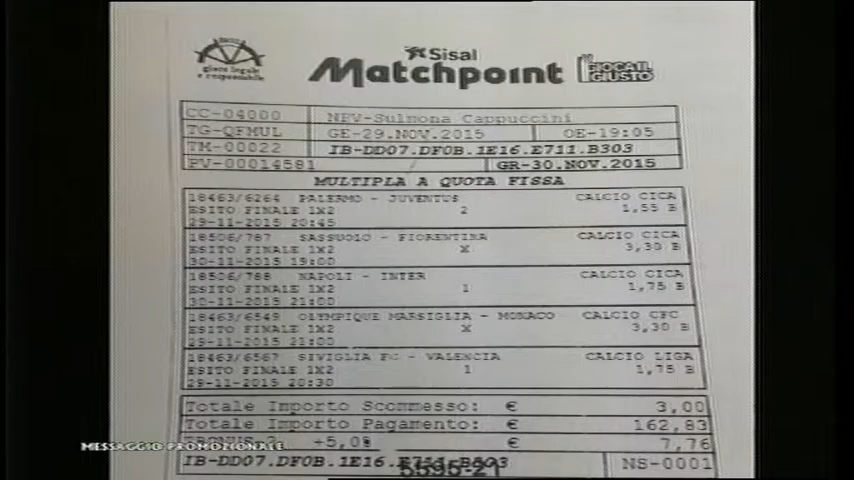 gioco legale
e responsabile
Sisal
Matchpoint
GIOCA IL
GIUSTO
CC-04000 NPV-Sulmona Cappuccini
TG-QFMUL GE-29.NOV.2015 OE-19:05
TM-00022 IB-DD07.DF0B.1E16.E711.B303
PV-00014581 GR-30.NOV.2015
MULTIPLA A QUOTA FISSA
18463/6264 PALERMO - JUVENTUS CALCIO CICA
ESITO FINALE 1X2 2 1,55 B
29-11-2015 20:45
18506/787 SASSUOLO - FIORENTINA CALCIO CICA
ESITO FINALE 1X2 X 3,30 B
30-11-2015 19:00
18506/788 NAPOLI - INTER CALCIO CICA
ESITO FINALE 1X2 1 1,75 B
30-11-2015 21:00
18463/6549 OLYMPIQUE MARSIGLIA - MONACO CALCIO CFC
ESITO FINALE 1X2 X 3,30 B
29-11-2015 21:00
18463/6567 SIVIGLIA FC - VALENCIA CALCIO LIGA
ESITO FINALE 1X2 1 1,75 B
29-11-2015 20:30
Totale Importo Scommesso: € 3,00
Totale Importo Pagamento: € 162,83
+5,0% € 7,76
MESSAGGIO PROMOZIONALE
IB-DD07.DF0B.1E16.E711.B303 NS-0001